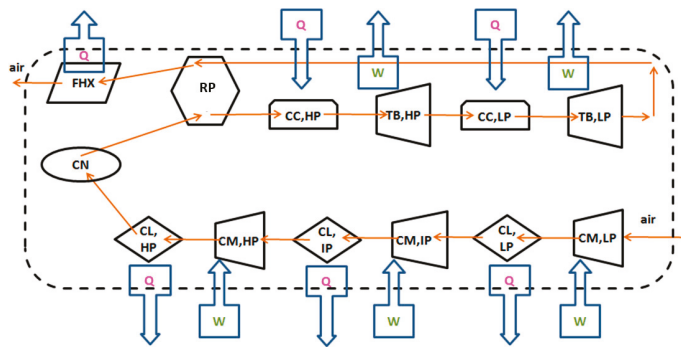 Q
Q
Q
W
W
air
FHX
RP
CC,HP
TB,HP
CC,LP
TB,LP
CN
CL,
HP
CM,HP
CL,
IP
CM,IP
CL,
LP
CM,LP
air
Q
W
Q
W
Q
W